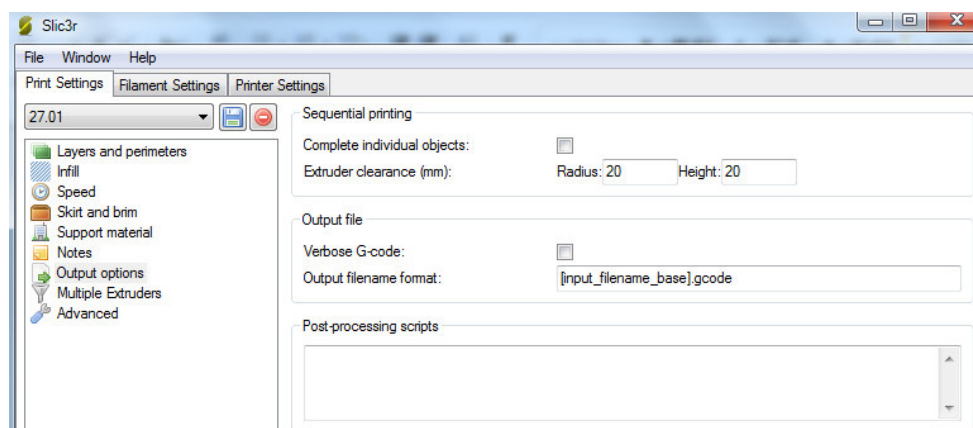 Slic3r
File Window Help
Print Settings Filament Settings Printer Settings
27.01
Layers and perimeters
Infill
Speed
Skirt and brim
Support material
Notes
Output options
Multiple Extruders
Advanced
Sequential printing
Complete individual objects:
Extruder clearance (mm): Radius: 20 Height: 20
Output file
Verbose G-code:
Output filename format: [input_filename_base].gcode
Post-processing scripts